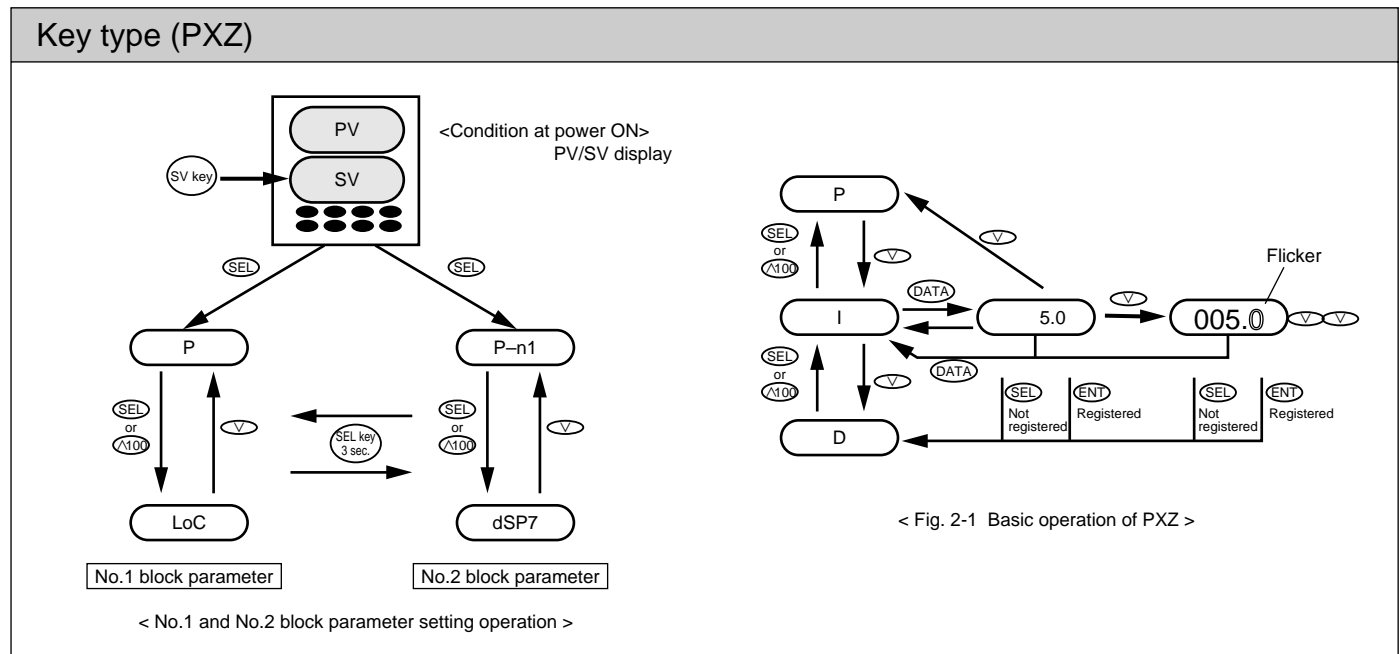 Key type (PXZ)
PV
<Condition at power ON>
PV/SV display
SV key
SV
SEL
SEL
P
P–n1
SEL
or
∧100
∨
SEL key
3 sec.
SEL
or
∧100
∨
LoC
dSP7
No.1 block parameter
No.2 block parameter
< No.1 and No.2 block parameter setting operation >
P
SEL
or
∧100
∨
∨
Flicker
DATA
∨
I
5.0
005.0
∨ ∨
SEL
or
∧100
∨
DATA
SEL
Not
registered
ENT
Registered
SEL
Not
registered
ENT
Registered
D
< Fig. 2-1 Basic operation of PXZ >